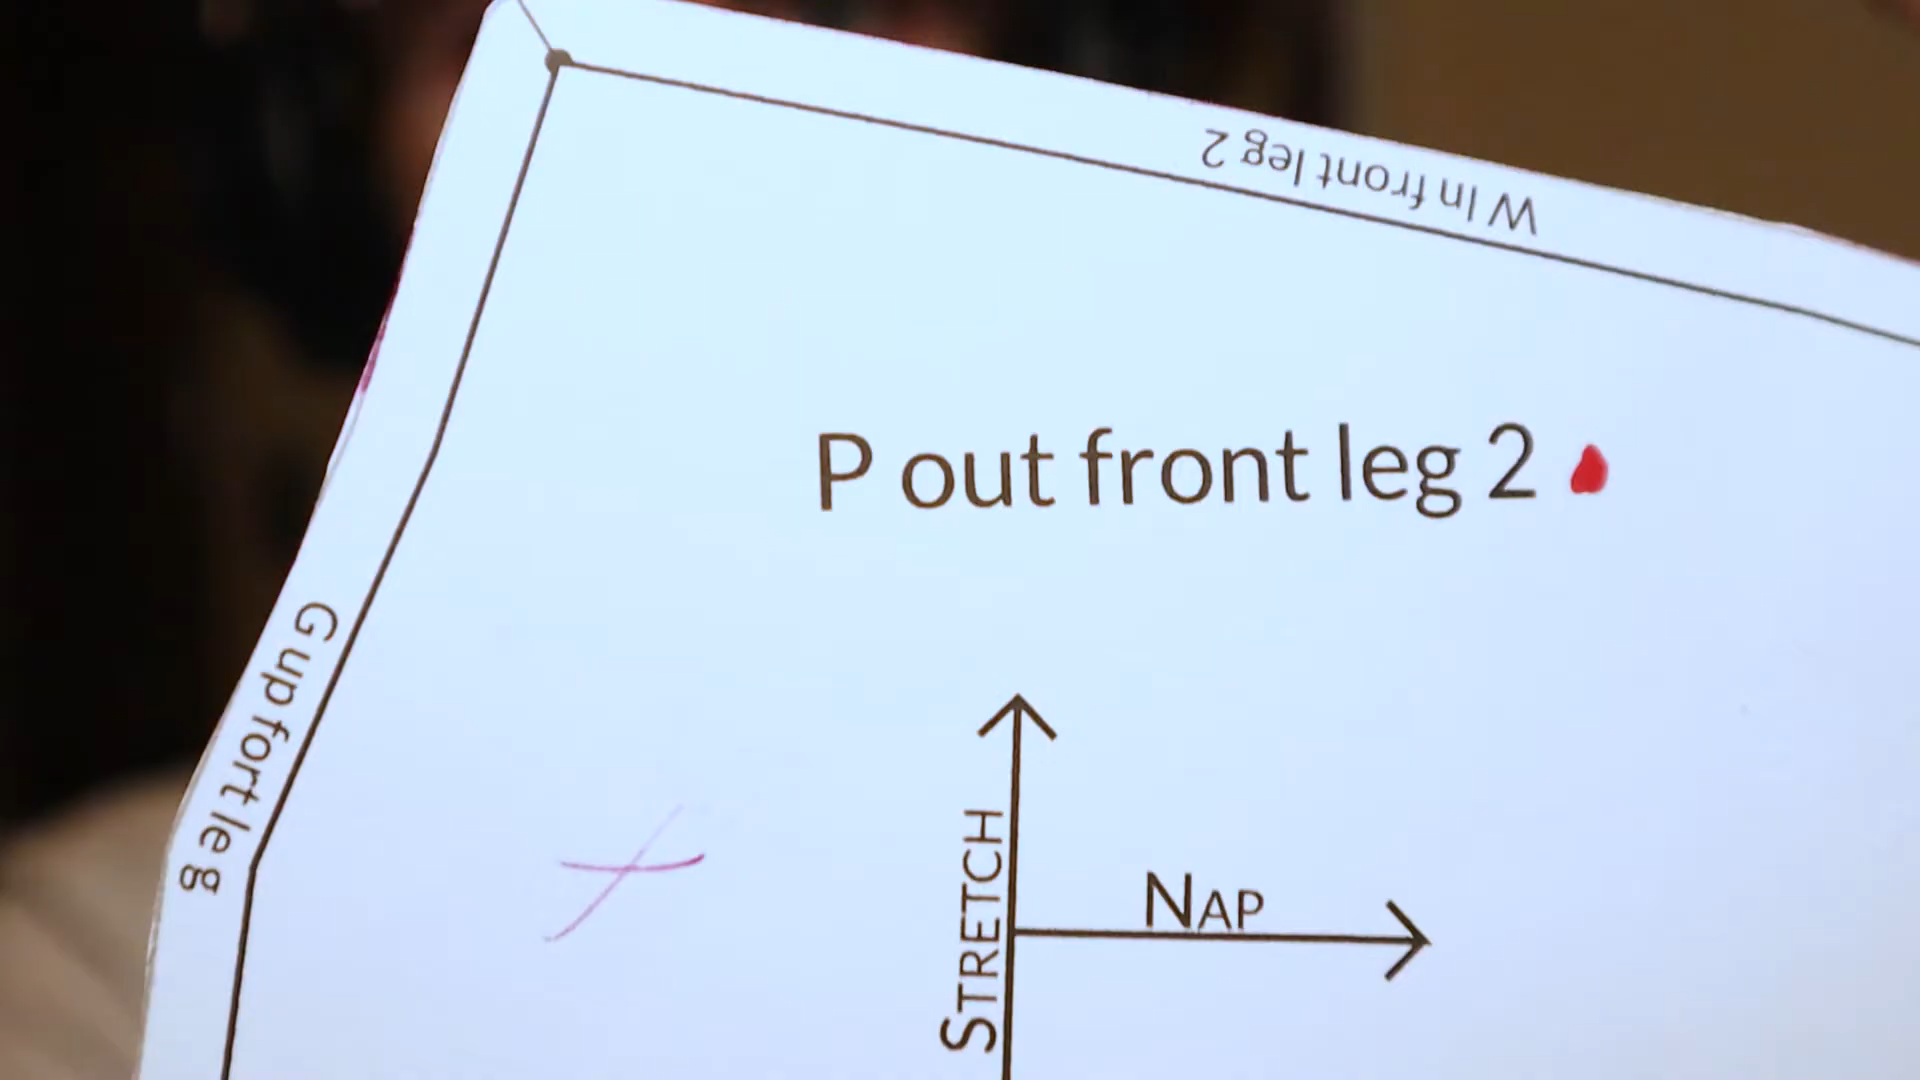 W In front leg 2
P out front leg 2
G up fort leg
STRETCH
NAP